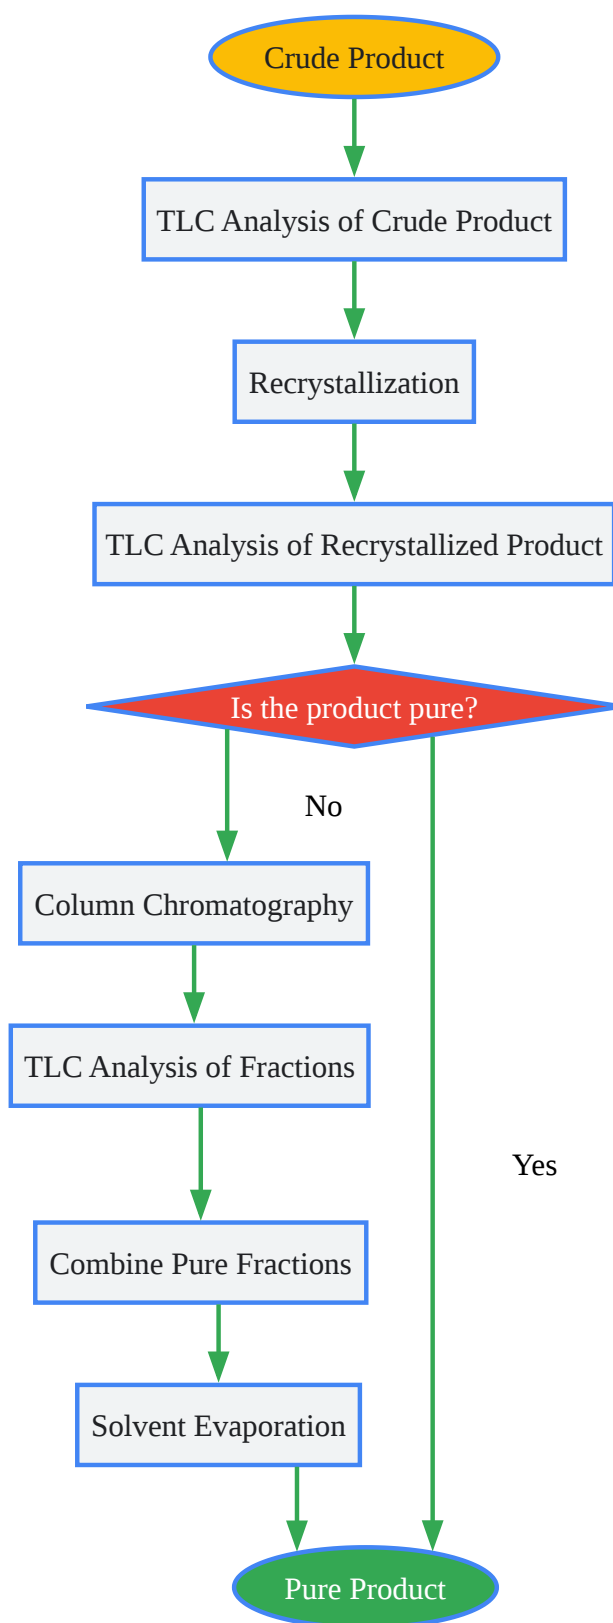 Crude Product
TLC Analysis of Crude Product
Recrystallization
TLC Analysis of Recrystallized Product
Is the product pure?
No
Column Chromatography
TLC Analysis of Fractions
Yes
Combine Pure Fractions
Solvent Evaporation
Pure Product